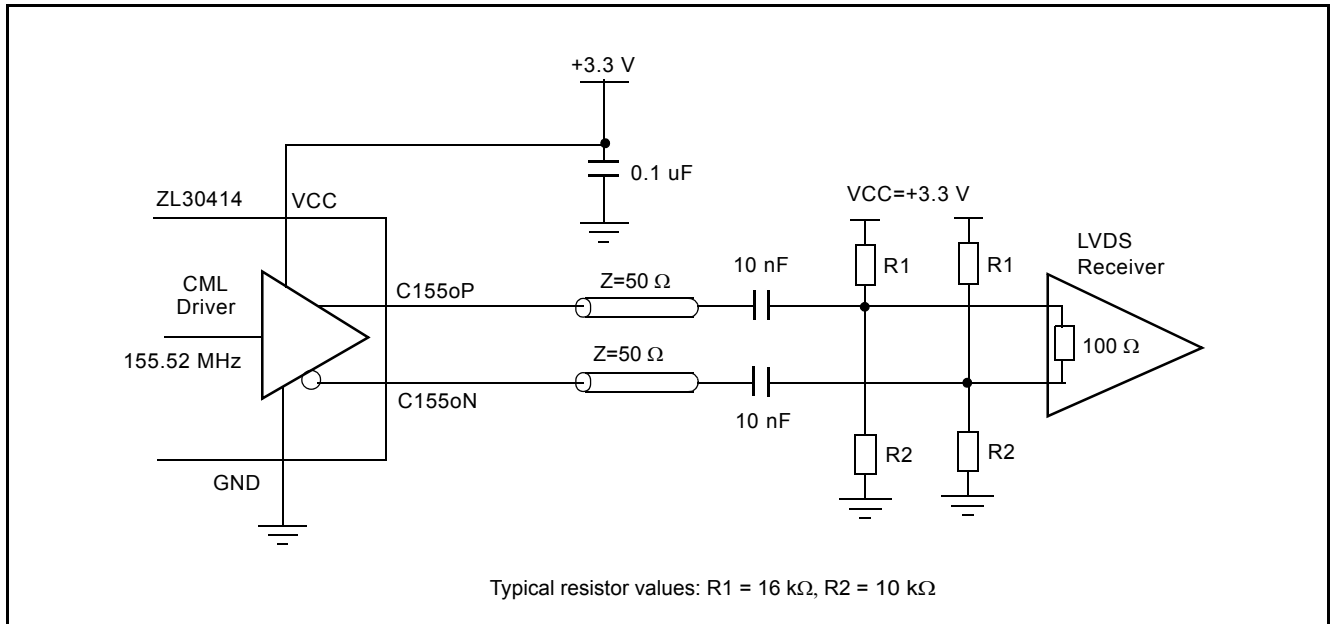 +3.3 V
0.1 uF
ZL30414
VCC
VCC=+3.3 V
LVDS
Receiver
R1
R1
10 nF
CML
Driver
C155oP
Z=50 Ω
100 Ω
155.52 MHz
Z=50 Ω
C155oN
10 nF
R2
R2
GND
Typical resistor values: R1 = 16 kΩ, R2 = 10 kΩ